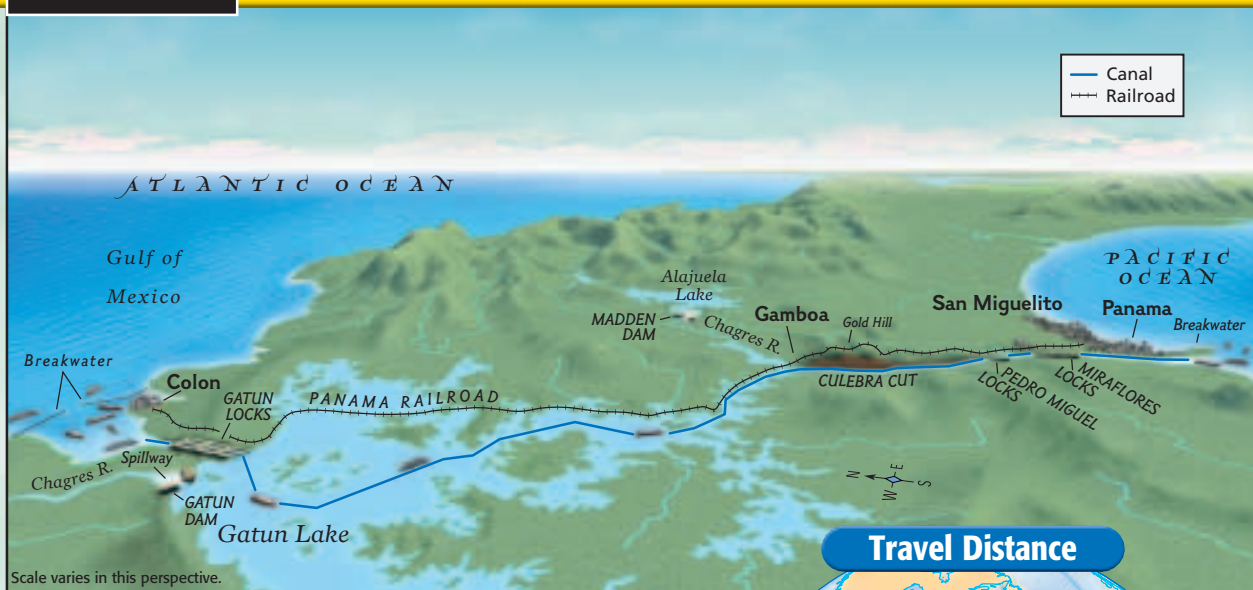 Canal
Railroad
ATLANTIC OCEAN
Gulf of
Mexico
PACIFIC
OCEAN
Alajuela
Lake
MADDEN
DAM
Chagres R.
Gamboa
Gold Hill
San Miguelito
Panama
Breakwater
Breakwater
Colon
GATUN
LOCKS
PANAMA RAILROAD
CULEBRA CUT
PEDRO MIGUEL
LOCKS
MIRAFLORES
LOCKS
Chagres R.
Spillway
GATUN
DAM
Gatun Lake
N
E
S
W
Travel Distance
Scale varies in this perspective.